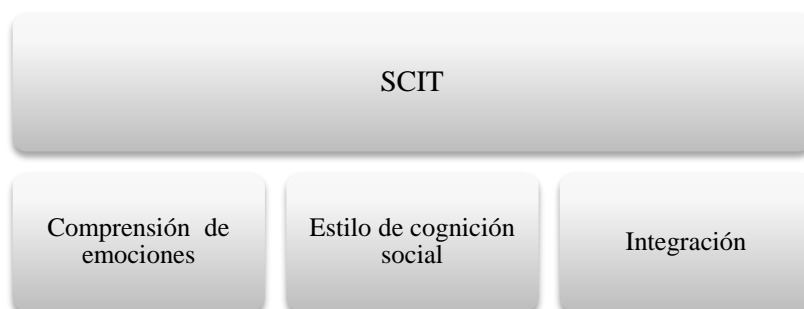 SCIT
Comprensión de
emociones
Estilo de cognición
social
Integración